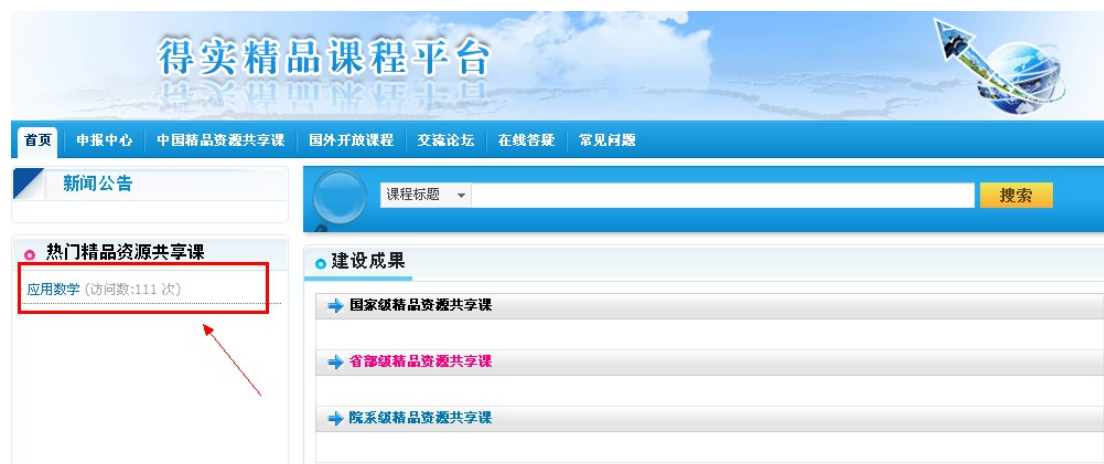 得实精品课程平台
首页 申报中心 中国精品资源共享课 国外开放课程 交流论坛 在线答疑 常见问题
新闻公告
课程标题 搜索
热门精品资源共享课
应用数学 (访问数:111 次)
建设成果
国家级精品资源共享课
省部级精品资源共享课
院系级精品资源共享课